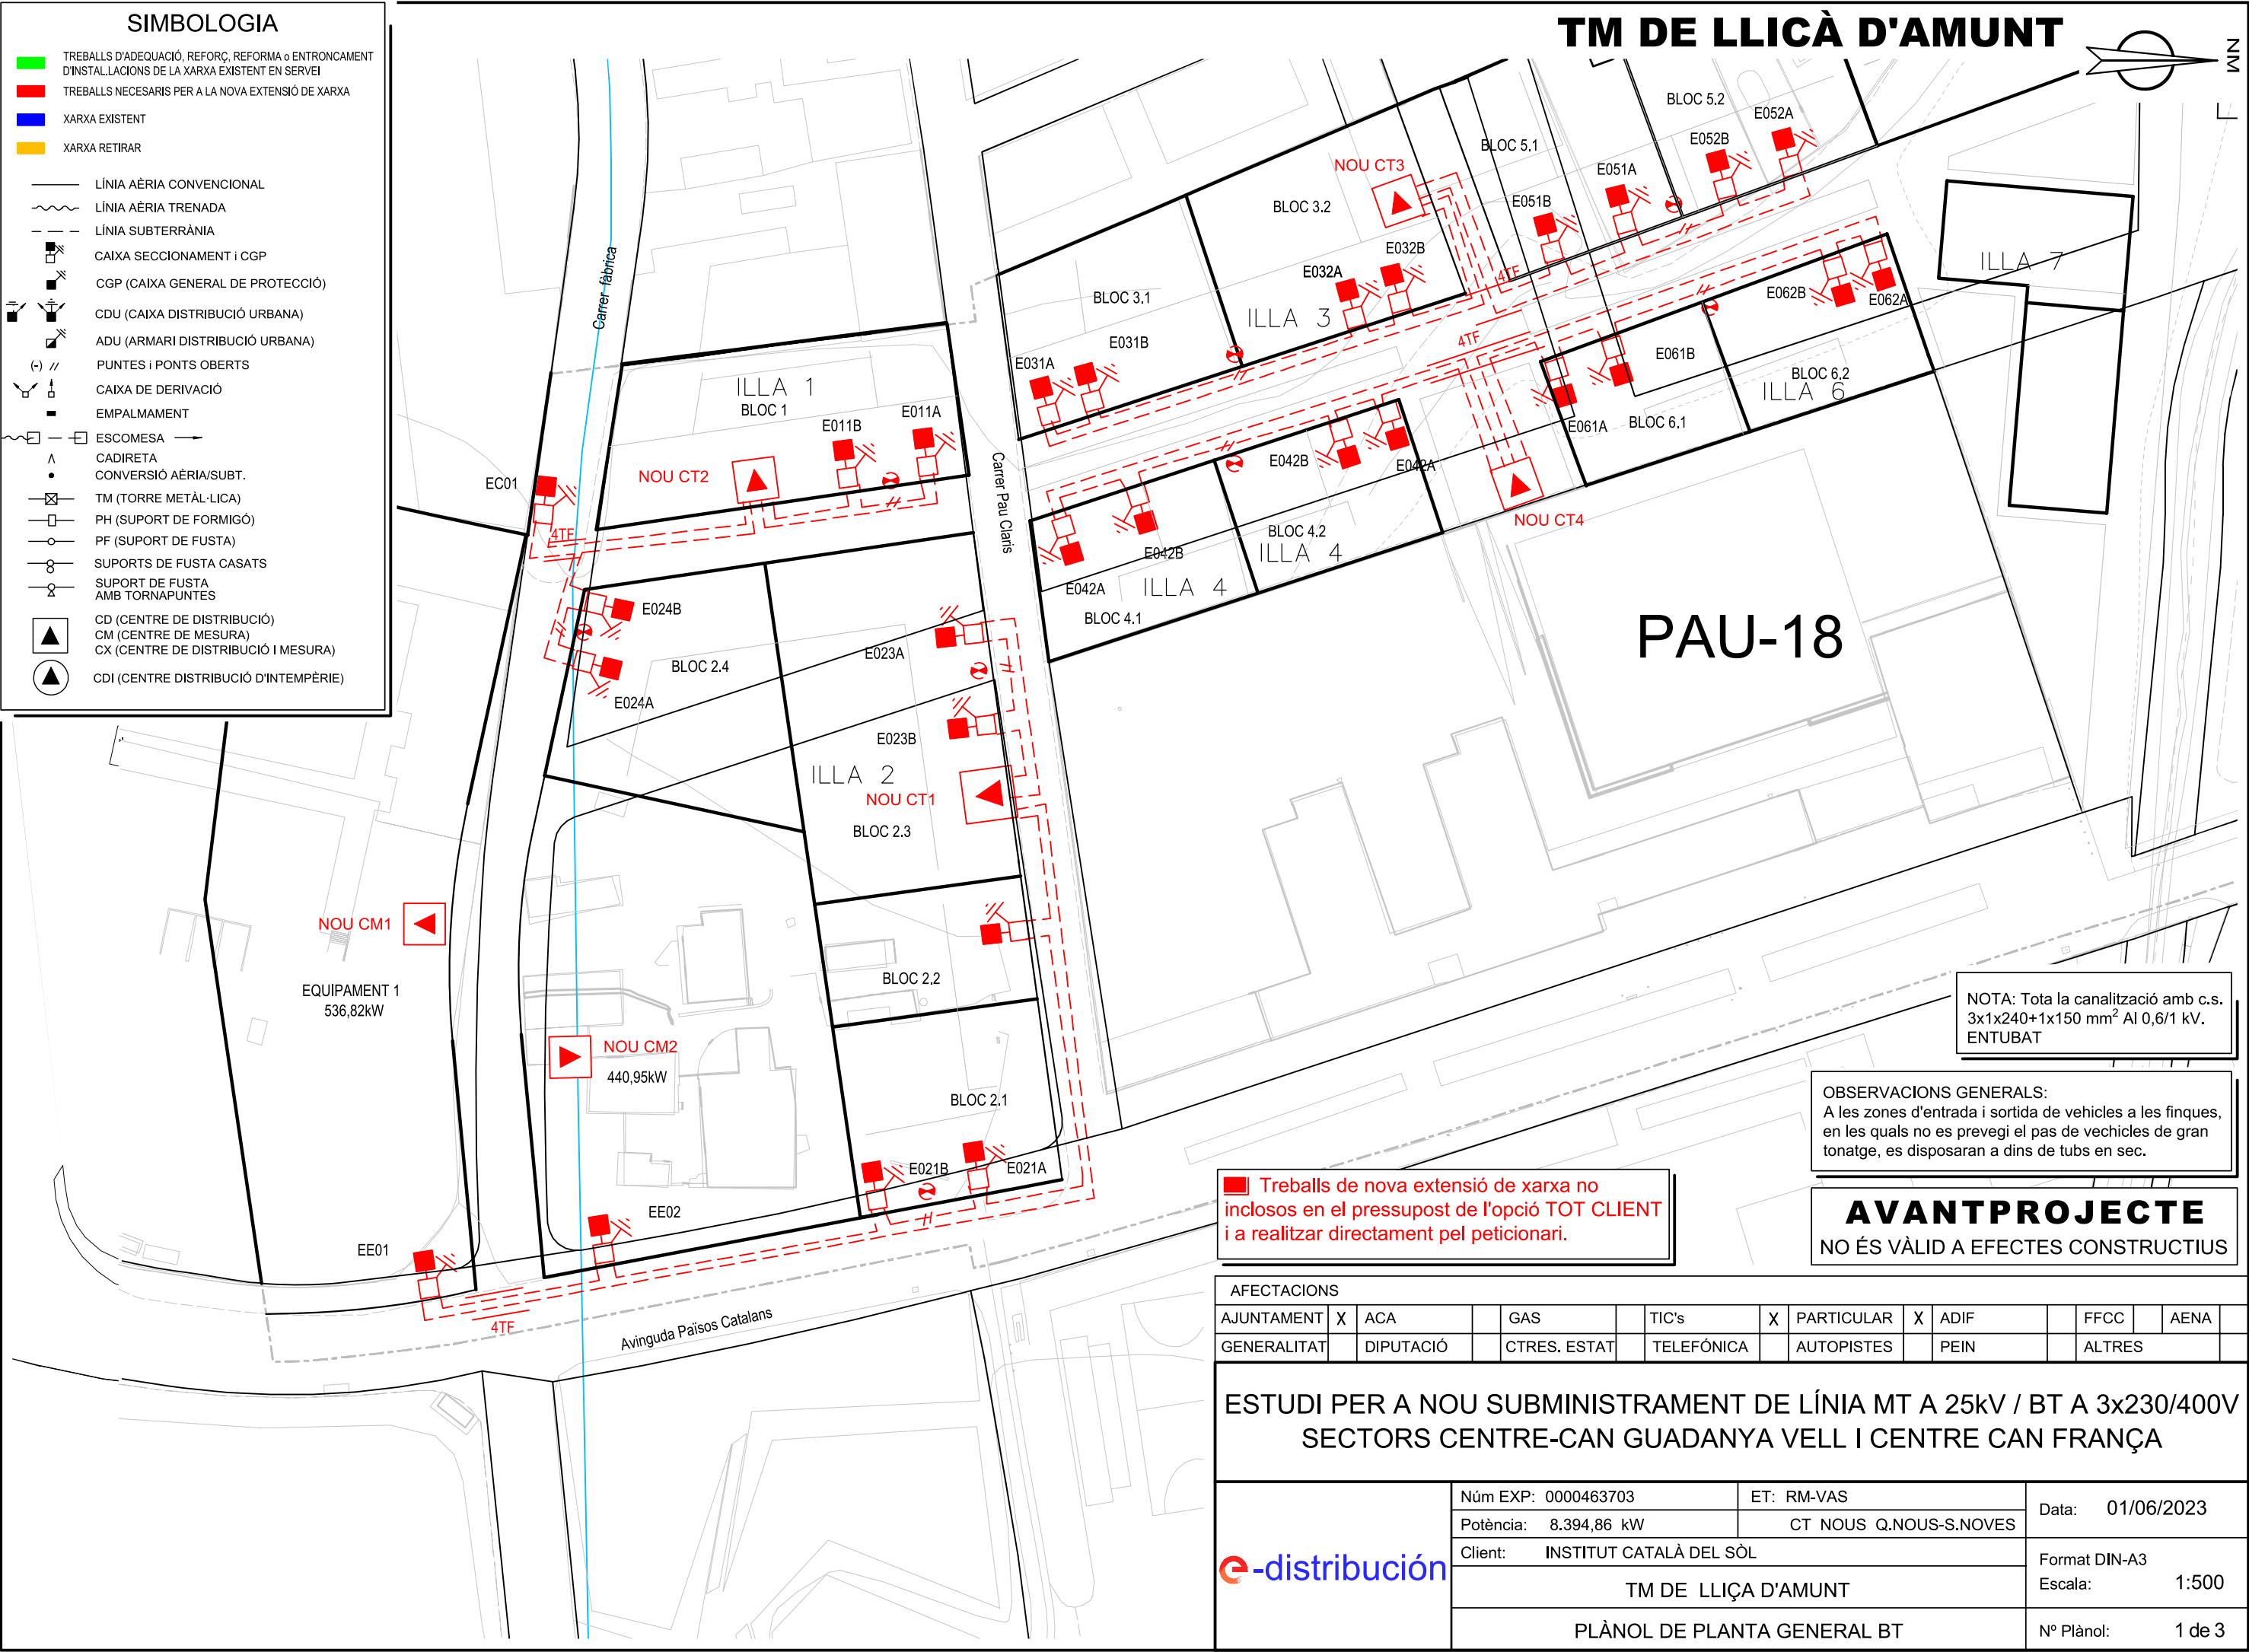 SIMBOLOGIA
TREBALLS D'ADEQUACIÓ, REFORÇ, REFORMA o ENTRONCAMENT
D'INSTAL.LACIONS DE LA XARXA EXISTENT EN SERVEI
TREBALLS NECESARIS PER A LA NOVA EXTENSIÓ DE XARXA
XARXA EXISTENT
XARXA RETIRAR
LÍNIA AÈRIA CONVENCIONAL
LÍNIA AÈRIA TRENADA
LÍNIA SUBTERRÀNIA
CAIXA SECCIONAMENT i CGP
CGP (CAIXA GENERAL DE PROTECCIÓ)
CDU (CAIXA DISTRIBUCIÓ URBANA)
ADU (ARMARI DISTRIBUCIÓ URBANA)
(-) // PUNTES i PONTS OBERTS
CAIXA DE DERIVACIÓ
EMPALMAMENT
ESCOMESA
CADIRETA
CONVERSIÓ AÈRIA/SUBT.
TM (TORRE METÀL·LICA)
PH (SUPORT DE FORMIGÓ)
PF (SUPORT DE FUSTA)
SUPORTS DE FUSTA CASATS
SUPORT DE FUSTA
AMB TORNAPUNTES
CD (CENTRE DE DISTRIBUCIÓ)
CM (CENTRE DE MESURA)
CX (CENTRE DE DISTRIBUCIÓ I MESURA)
CDI (CENTRE DISTRIBUCIÓ D'INTEMPÈRIE)
TM DE LLIÇÀ D'AMUNT
NM
BLOC 5.2
E052A
E052B
BLOC 5.1
NOU CT3
E051A
E051B
BLOC 3.2
E032B
E032A
4TF
ILLA 7
BLOC 3.1
ILLA 3
E062B
E062A
Carrer fàbrica
E031B
E031A
4TF
E061B
BLOC 6.2
ILLA 6
ILLA 1
BLOC 1
E011B
E011A
E061A
BLOC 6.1
NOU CT2
EC01
Carrer Pau Claris
E042B
E042A
NOU CT4
4TF
BLOC 4.2
ILLA 4
E042B
E042A
ILLA 4
BLOC 4.1
E024B
E023A
BLOC 2.4
E024A
PAU-18
E023B
ILLA 2
NOU CT1
BLOC 2.3
NOU CM1
BLOC 2.2
EQUIPAMENT 1
536,82kW
NOU CM2
440,95kW
BLOC 2.1
E021B
E021A
EE02
EE01
4TF
Avinguda Països Catalans
NOTA: Tota la canalització amb c.s.
3x1x240+1x150 mm² Al 0,6/1 kV.
ENTUBAT
OBSERVACIONS GENERALS:
A les zones d'entrada i sortida de vehicles a les finques,
en les quals no es prevegi el pas de vechicles de gran
tonatge, es disposaran a dins de tubs en sec.
Treballs de nova extensió de xarxa no
inclosos en el pressupost de l'opció TOT CLIENT
i a realitzar directament pel peticionari.
AVANTPROJECTE
NO ÉS VÀLID A EFECTES CONSTRUCTIUS
AFECTACIONS
AJUNTAMENT X ACA GAS TIC's X PARTICULAR X ADIF FFCC AENA
GENERALITAT DIPUTACIÓ CTRES. ESTAT TELEFÓNICA AUTOPISTES PEIN ALTRES
ESTUDI PER A NOU SUBMINISTRAMENT DE LÍNIA MT A 25kV / BT A 3x230/400V
SECTORS CENTRE-CAN GUADANYA VELL I CENTRE CAN FRANÇA
e-distribución
Núm EXP: 0000463703
ET: RM-VAS
Data: 01/06/2023
Potència: 8.394,86 kW
CT NOUS Q.NOUS-S.NOVES
Client: INSTITUT CATALÀ DEL SÒL
Format DIN-A3
Escala: 1:500
TM DE LLIÇA D'AMUNT
PLÀNOL DE PLANTA GENERAL BT
Nº Plànol: 1 de 3